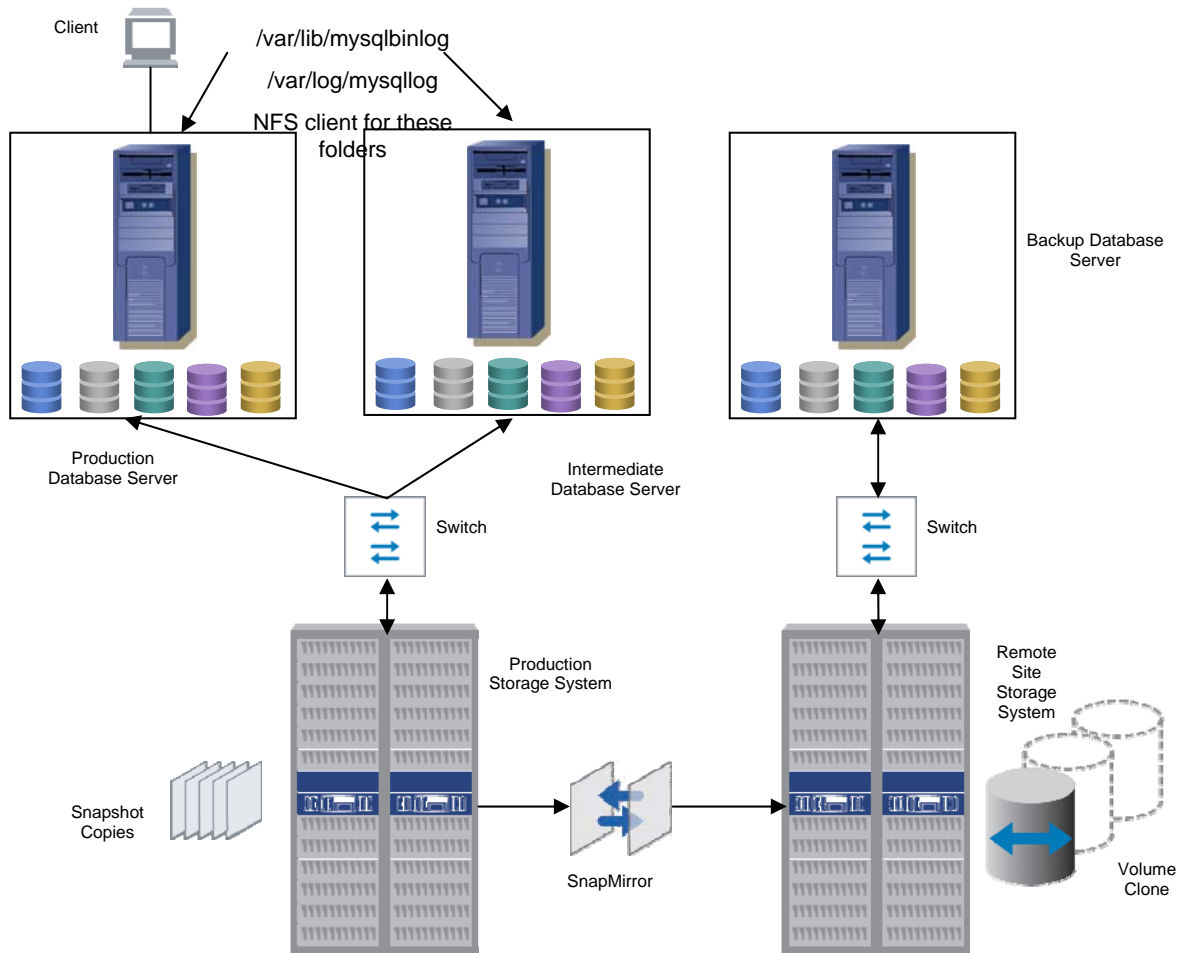 Client
/var/lib/mysqlbinlog
/var/log/mysqllog
NFS client for these
folders
Backup Database
Server
Production
Database Server
Intermediate
Database Server
Switch
Switch
Production
Storage System
Remote
Site
Storage
System
Snapshot
Copies
SnapMirror
Volume
Clone